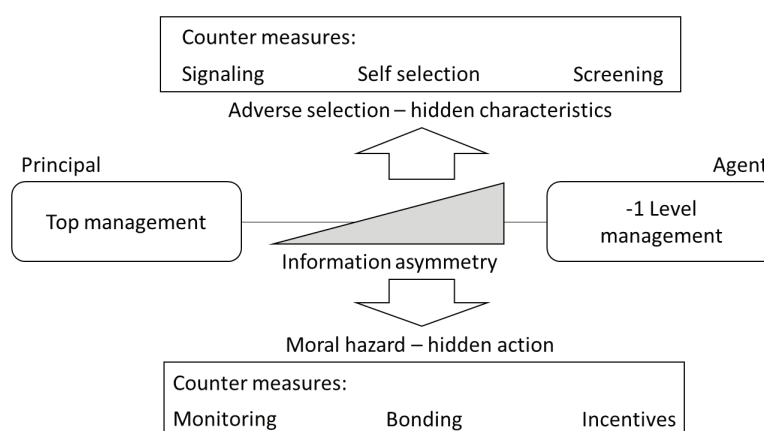 Counter measures:
Signaling Self selection Screening
Adverse selection – hidden characteristics
Principal
Agent
Top management
-1 Level
management
Information asymmetry
Moral hazard – hidden action
Counter measures:
Monitoring Bonding Incentives